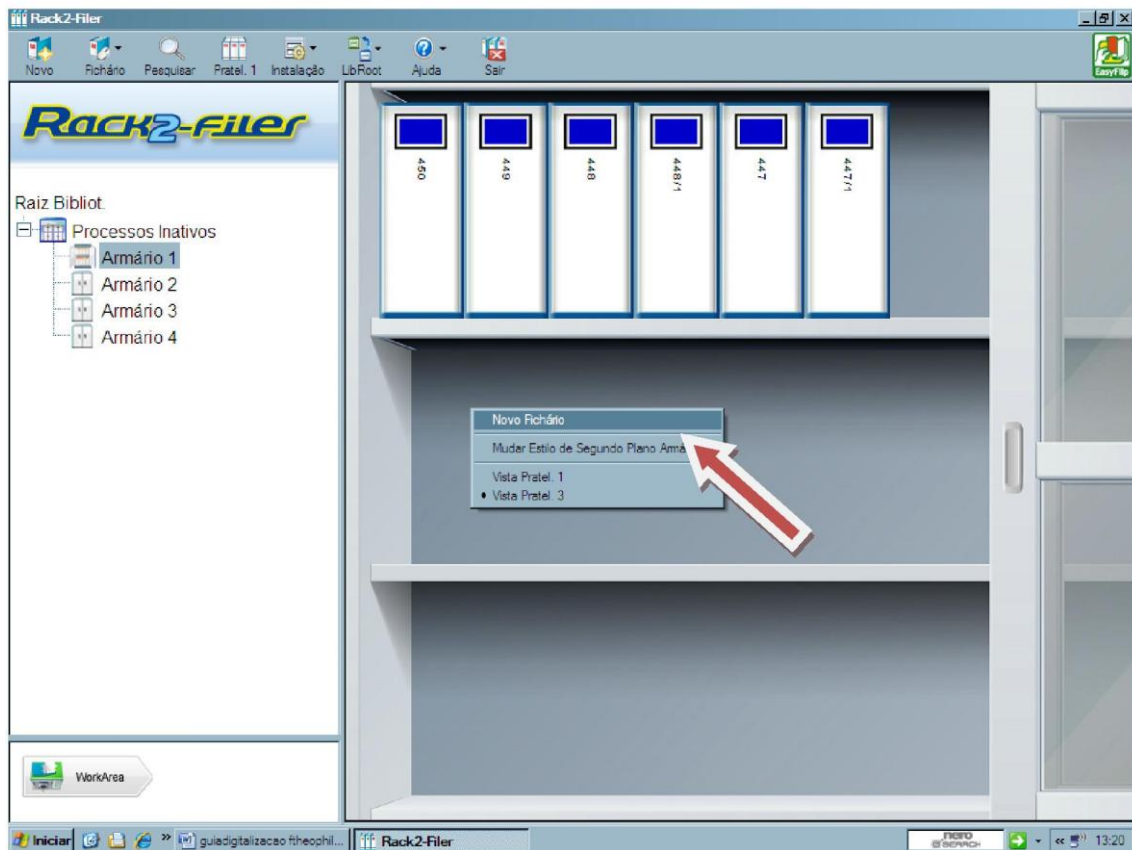 Rack2-Filer
Novo Fichário Pesquisar Pratel. 1 Instalação LibRoot Ajuda Sair
EasyFlip
Rack2-Filer
450 449 448 448/1 447 447/1
Raiz Bibliot.
Processos Inativos
Armário 1
Armário 2
Armário 3
Armário 4
Novo Fichário
Mudar Estilo de Segundo Plano Armá
Vista Pratel. 1
Vista Pratel. 3
WorkArea
Iniciar » guiadigitalizacao ftheophil... Rack2-Filer nero SEARCH « 13:20